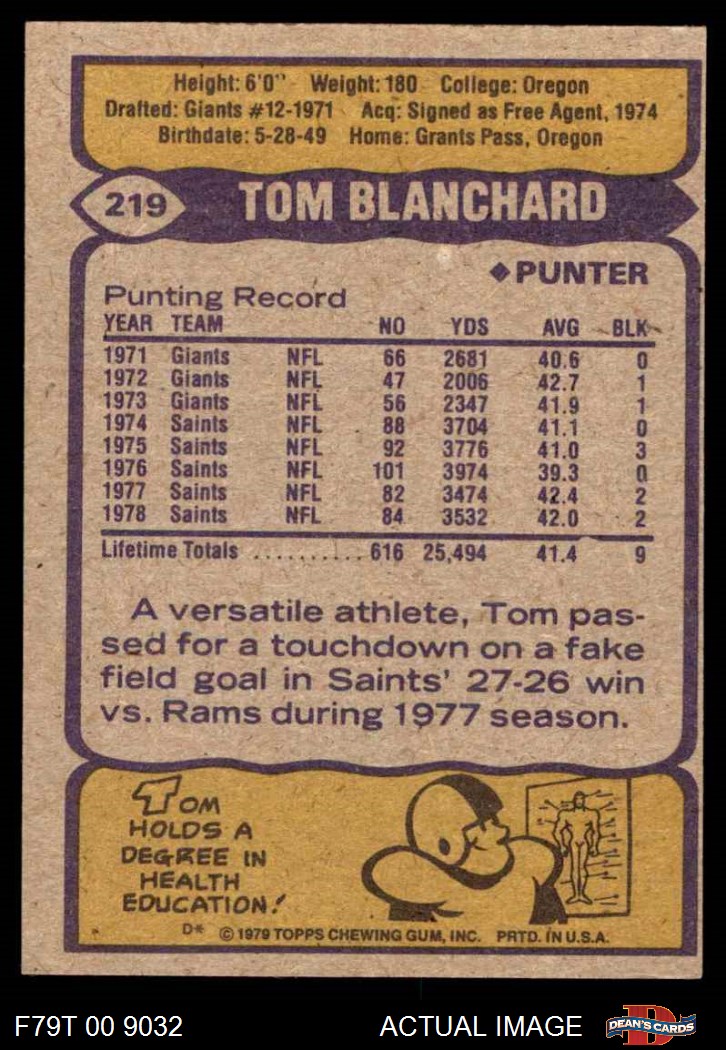 Height: 6'0" Weight: 180 College: Oregon
Drafted: Giants #12-1971 Acq: Signed as Free Agent, 1974
Birthdate: 5-28-49 Home: Grants Pass, Oregon
219 TOM BLANCHARD
◆PUNTER
Punting Record
YEAR TEAM NO YDS AVG BLK
1971 Giants NFL 66 2681 40.6 0
1972 Giants NFL 47 2006 42.7 1
1973 Giants NFL 56 2347 41.9 1
1974 Saints NFL 88 3704 41.1 0
1975 Saints NFL 92 3776 41.0 3
1976 Saints NFL 101 3974 39.3 0
1977 Saints NFL 82 3474 42.4 2
1978 Saints NFL 84 3532 42.0 2
Lifetime Totals .......... 616 25,494 41.4 9
A versatile athlete, Tom pas-
sed for a touchdown on a fake
field goal in Saints' 27-26 win
vs. Rams during 1977 season.
TOM
HOLDS A
DEGREE IN
HEALTH
EDUCATION!
D* © 1979 TOPPS CHEWING GUM, INC. PRTD. IN U.S.A.
F79T 00 9032 ACTUAL IMAGE D DEAN'S CARDS